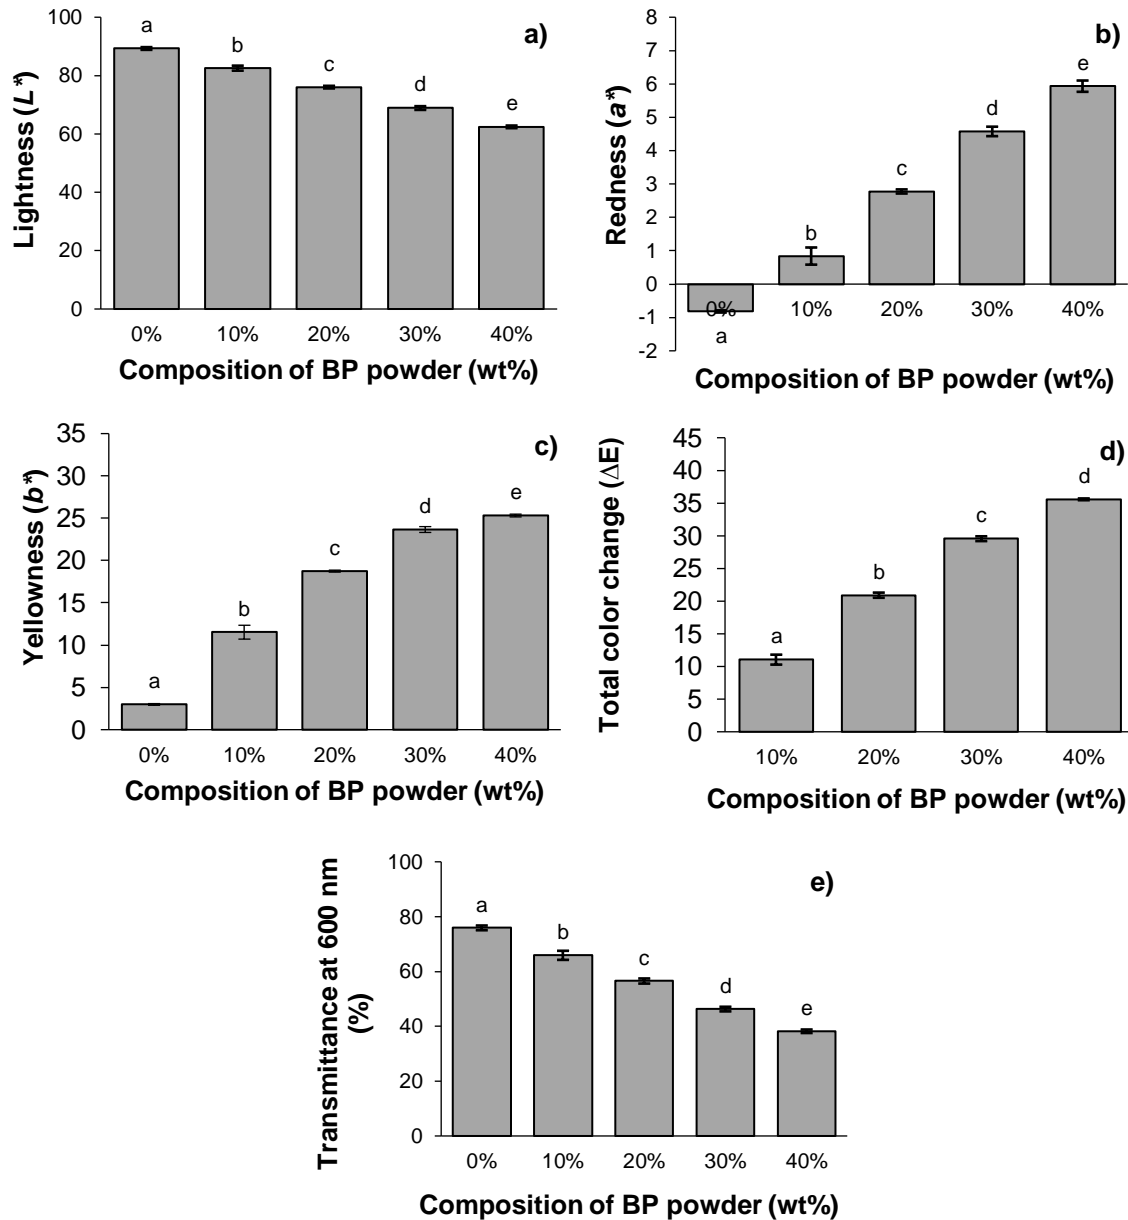 a)
Lightness (L*)
100
80
60
40
20
0
a
b
c
d
e
0% 10% 20% 30% 40%
Composition of BP powder (wt%)
b)
Redness (a*)
8
7
6
5
4
3
2
1
0
-1
-2
a
b
c
d
e
0% 10% 20% 30% 40%
Composition of BP powder (wt%)
c)
Yellowness (b*)
35
30
25
20
15
10
5
0
a
b
c
d
e
0% 10% 20% 30% 40%
Composition of BP powder (wt%)
d)
Total color change (ΔE)
45
40
35
30
25
20
15
10
5
0
a
b
c
d
10% 20% 30% 40%
Composition of BP powder (wt%)
e)
Transmittance at 600 nm
(%)
100
80
60
40
20
0
a
b
c
d
e
0% 10% 20% 30% 40%
Composition of BP powder (wt%)